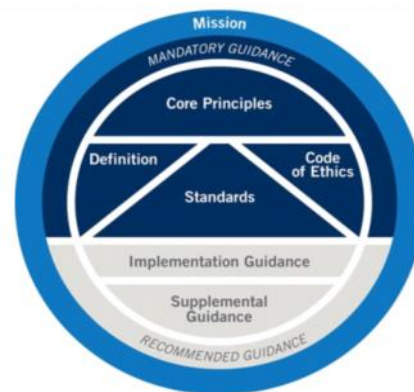 Mission
MANDATORY GUIDANCE
Core Principles
Definition
Code
of Ethics
Standards
Implementation Guidance
Supplemental
Guidance
RECOMMENDED GUIDANCE